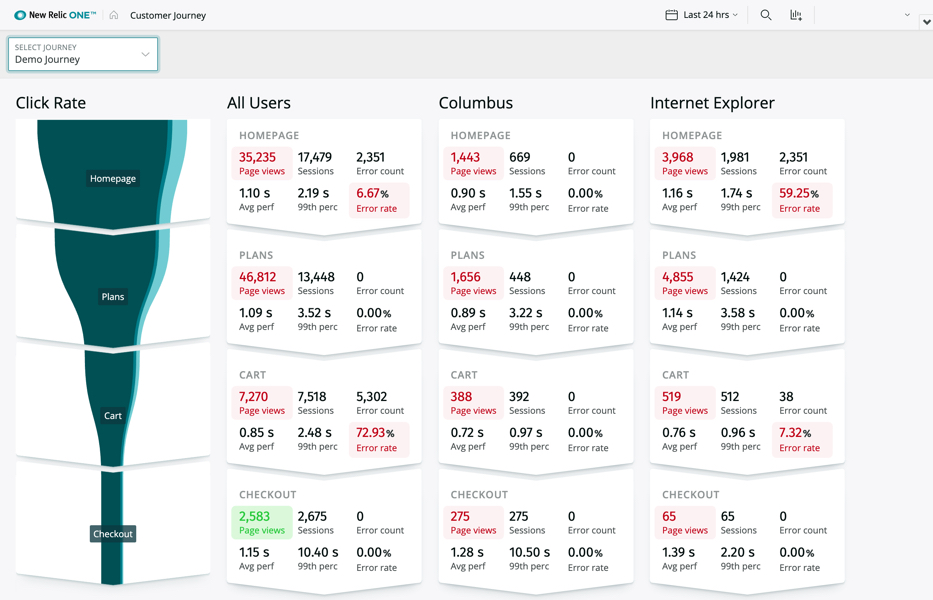 New Relic ONE™ Customer Journey Last 24 hrs
SELECT JOURNEY
Demo Journey
Click Rate
Homepage
Plans
Cart
Checkout
All Users
HOMEPAGE
35,235 17,479 2,351
Page views Sessions Error count
1.10 s 2.19 s 6.67%
Avg perf 99th perc Error rate
PLANS
46,812 13,448 0
Page views Sessions Error count
1.09 s 3.52 s 0.00%
Avg perf 99th perc Error rate
CART
7,270 7,518 5,302
Page views Sessions Error count
0.85 s 2.48 s 72.93%
Avg perf 99th perc Error rate
CHECKOUT
2,583 2,675 0
Page views Sessions Error count
1.15 s 10.40 s 0.00%
Avg perf 99th perc Error rate
Columbus
HOMEPAGE
1,443 669 0
Page views Sessions Error count
0.90 s 1.55 s 0.00%
Avg perf 99th perc Error rate
PLANS
1,656 448 0
Page views Sessions Error count
0.89 s 3.22 s 0.00%
Avg perf 99th perc Error rate
CART
388 392 0
Page views Sessions Error count
0.72 s 0.97 s 0.00%
Avg perf 99th perc Error rate
CHECKOUT
275 275 0
Page views Sessions Error count
1.28 s 10.50 s 0.00%
Avg perf 99th perc Error rate
Internet Explorer
HOMEPAGE
3,968 1,981 2,351
Page views Sessions Error count
1.16 s 1.74 s 59.25%
Avg perf 99th perc Error rate
PLANS
4,855 1,424 0
Page views Sessions Error count
1.14 s 3.58 s 0.00%
Avg perf 99th perc Error rate
CART
519 512 38
Page views Sessions Error count
0.76 s 0.96 s 7.32%
Avg perf 99th perc Error rate
CHECKOUT
65 65 0
Page views Sessions Error count
1.39 s 2.20 s 0.00%
Avg perf 99th perc Error rate